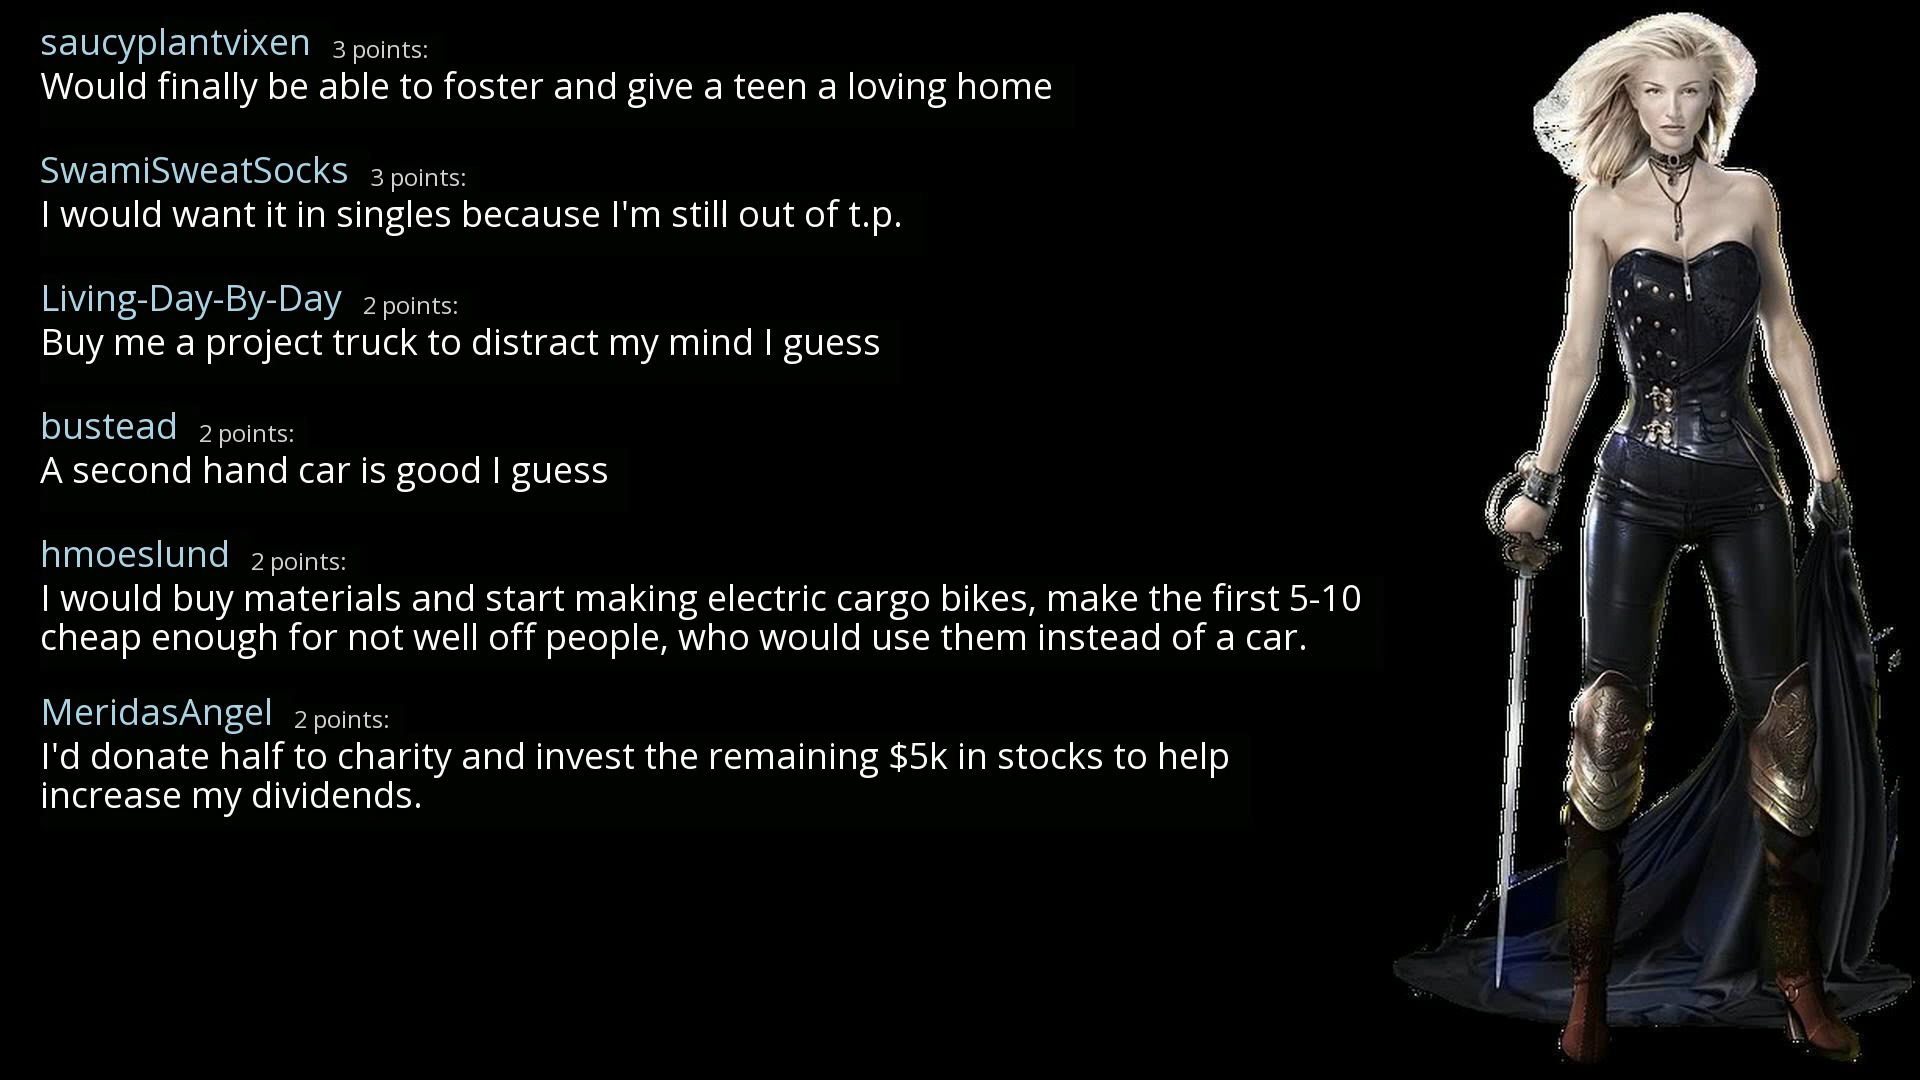 saucyplantvixen 3 points:
Would finally be able to foster and give a teen a loving home
SwamiSweatSocks 3 points:
I would want it in singles because I'm still out of t.p.
Living-Day-By-Day 2 points:
Buy me a project truck to distract my mind I guess
bustead 2 points:
A second hand car is good I guess
hmoeslund 2 points:
I would buy materials and start making electric cargo bikes, make the first 5-10
cheap enough for not well off people, who would use them instead of a car.
MeridasAngel 2 points:
I'd donate half to charity and invest the remaining $5k in stocks to help
increase my dividends.